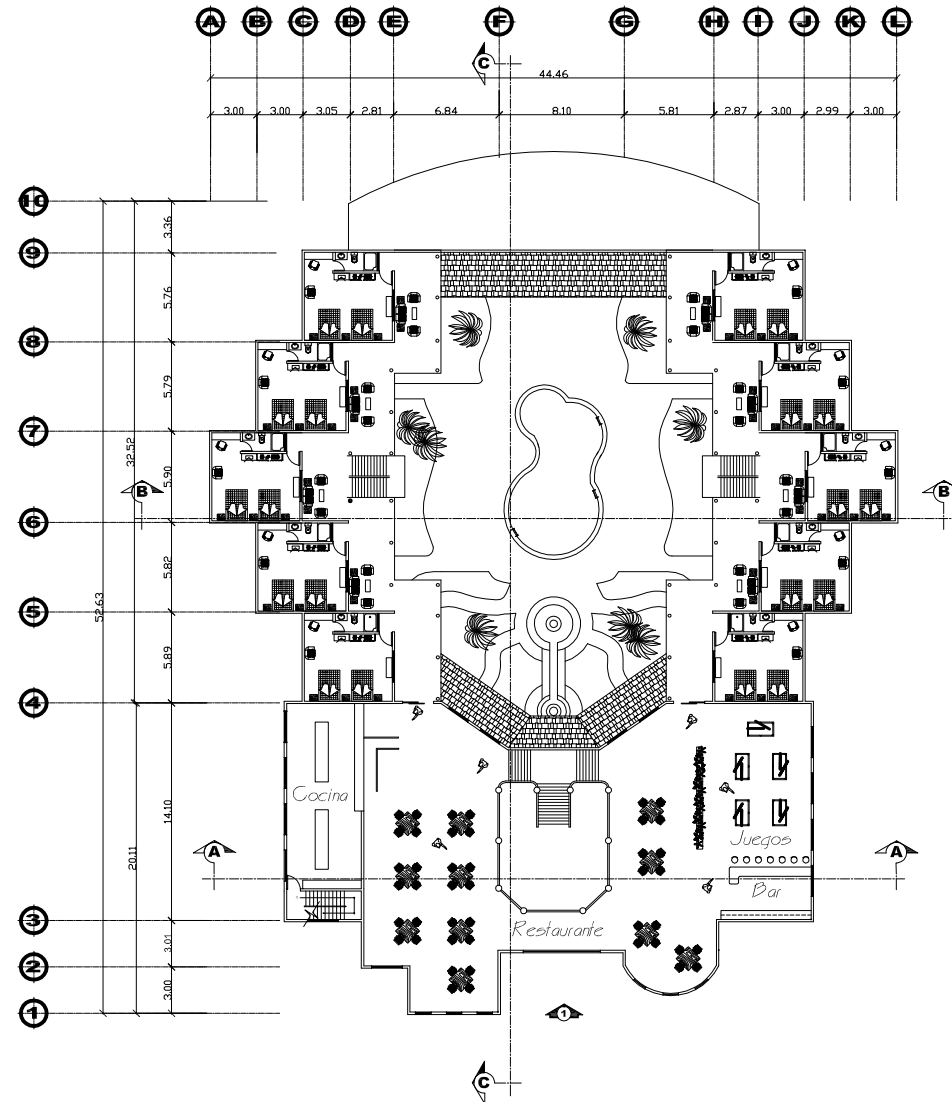 A B C D E F G H I J K L
C
44.46
3.00 3.00 3.05 2.81 6.84 8.10 5.81 2.87 3.00 2.99 3.00
10
3.36
9
5.76
8
5.79
7
32.52
5.90
B B
6
5.82
52.63
5
5.89
4
Cocina
14.10
Juegos
20.11
A A
Bar
3
Restaurante
3.01
2
3.00
1 1
C